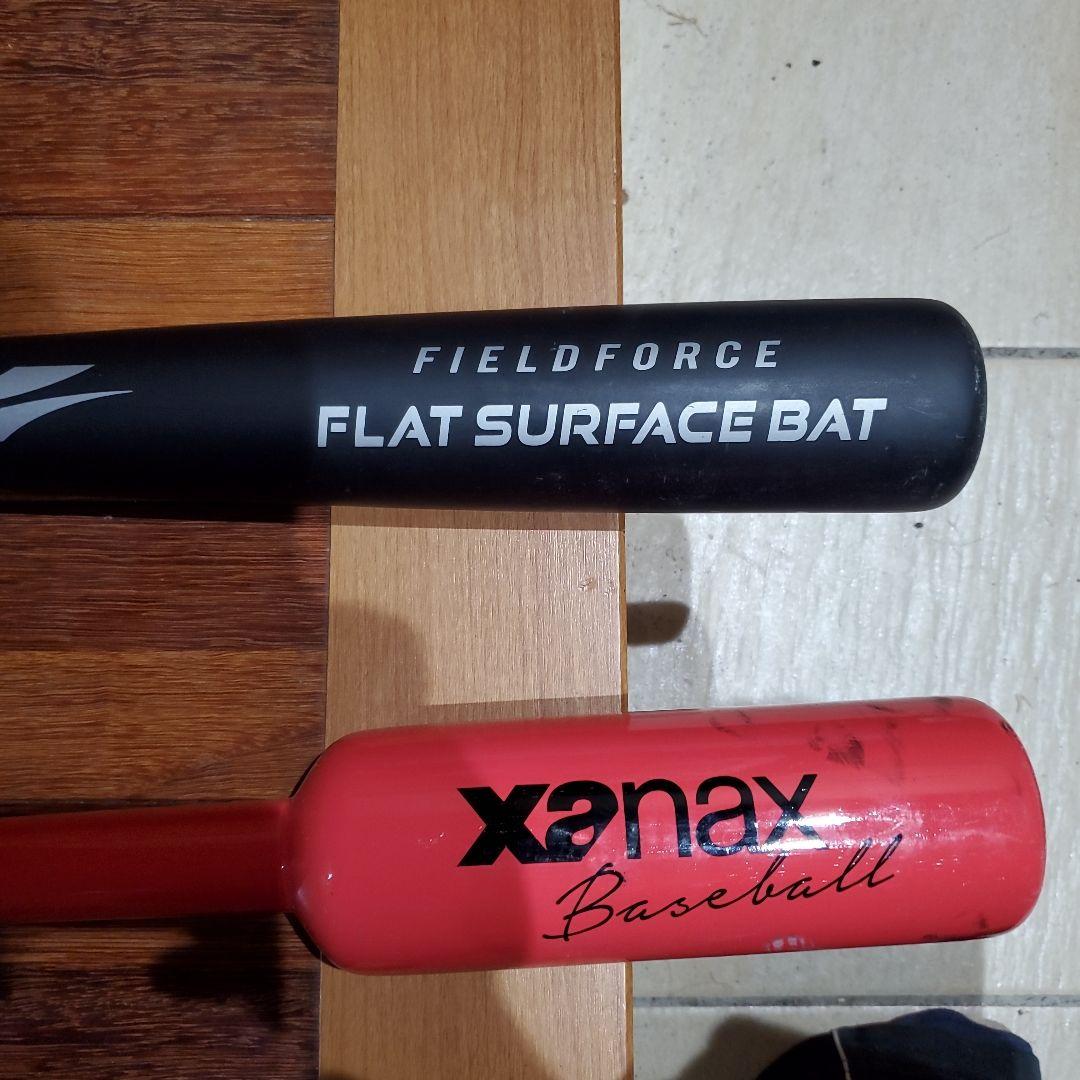 FIELDFORCE
FLAT SURFACE BAT
xanax
Baseball